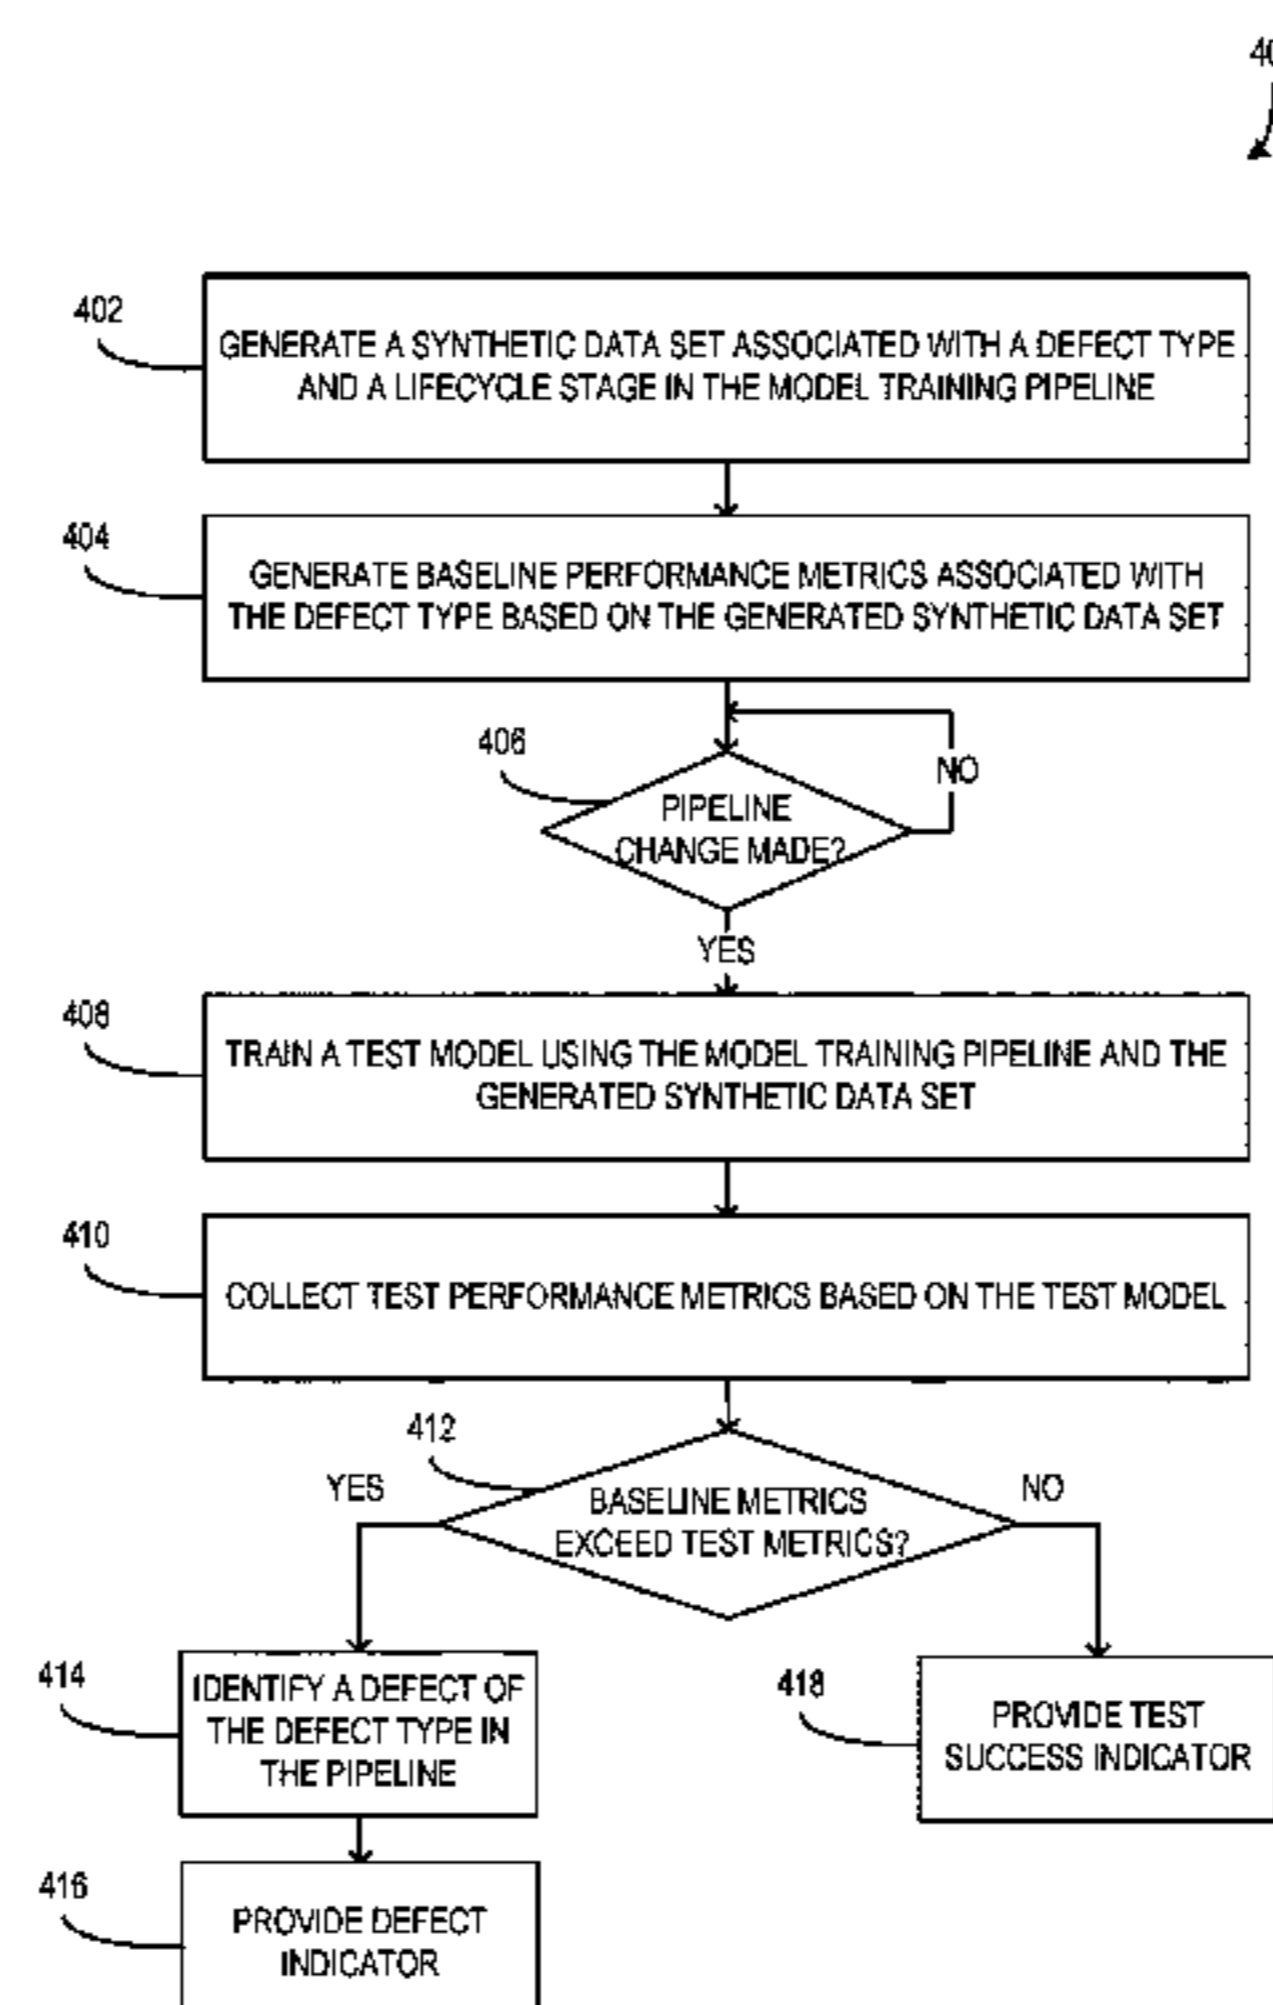 402
GENERATE A SYNTHETIC DATA SET ASSOCIATED WITH A DEFECT TYPE
AND A LIFECYCLE STAGE IN THE MODEL TRAINING PIPELINE
404
GENERATE BASELINE PERFORMANCE METRICS ASSOCIATED WITH
THE DEFECT TYPE BASED ON THE GENERATED SYNTHETIC DATA SET
406
NO
PIPELINE
CHANGE MADE?
YES
408
TRAIN A TEST MODEL USING THE MODEL TRAINING PIPELINE AND THE
GENERATED SYNTHETIC DATA SET
410
COLLECT TEST PERFORMANCE METRICS BASED ON THE TEST MODEL
412
YES
NO
BASELINE METRICS
EXCEED TEST METRICS?
414
IDENTIFY A DEFECT OF
THE DEFECT TYPE IN
THE PIPELINE
418
PROVIDE TEST
SUCCESS INDICATOR
416
PROVIDE DEFECT
INDICATOR